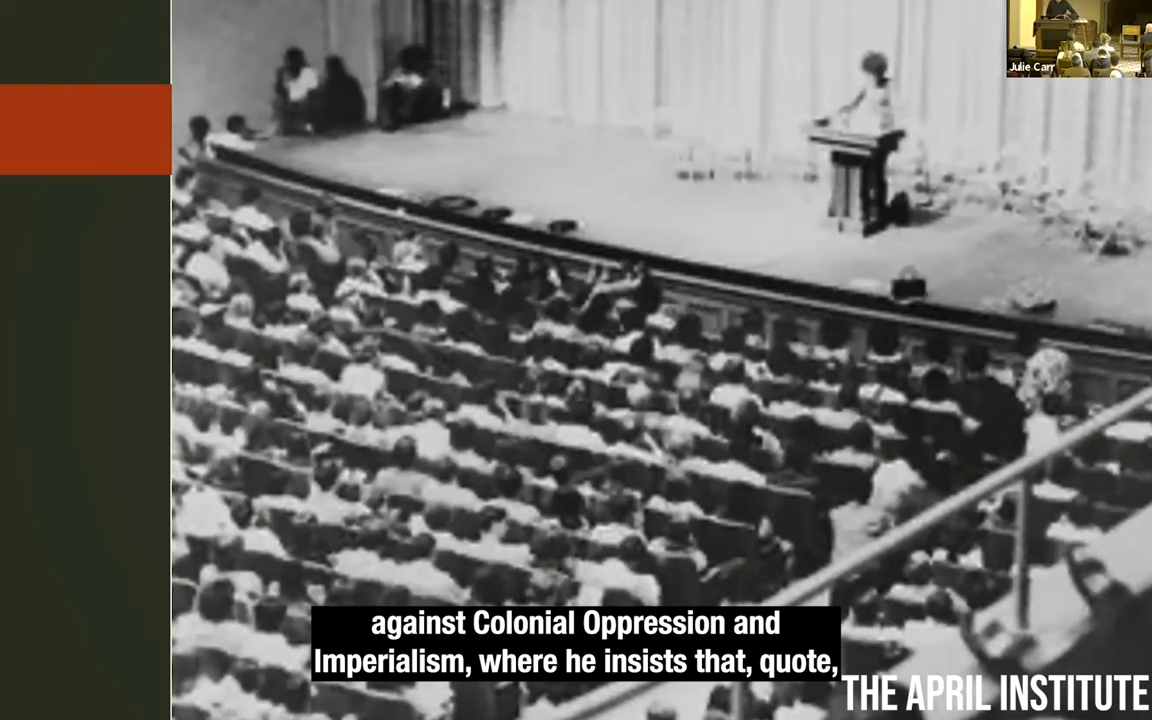 Julie Carr
against Colonial Oppression and
Imperialism, where he insists that, quote,
THE APRIL INSTITUTE